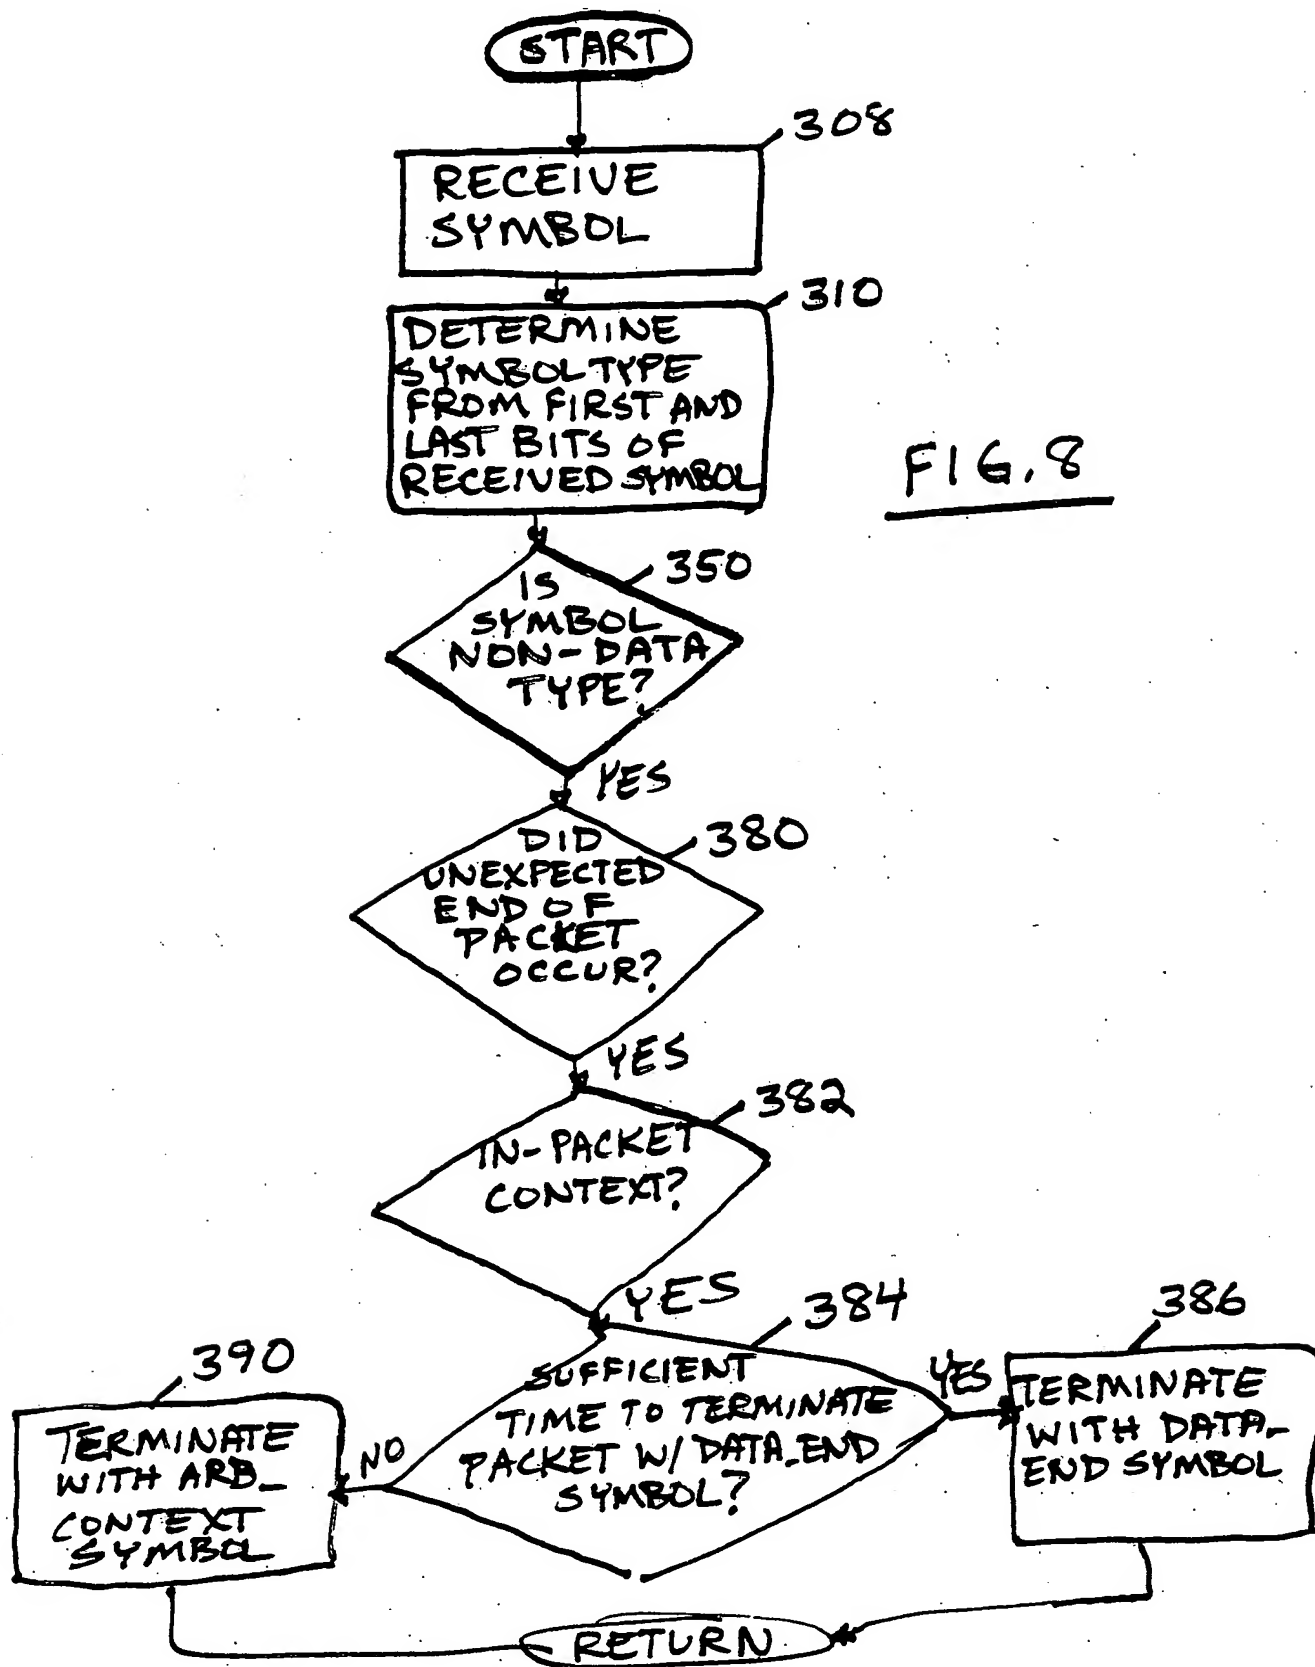 START
308
RECEIVE
SYMBOL
310
DETERMINE
SYMBOL TYPE
FROM FIRST AND
LAST BITS OF
RECEIVED SYMBOL
FIG. 8
350
IS
SYMBOL
NON-DATA
TYPE?
YES
380
DID
UNEXPECTED
END OF
PACKET
OCCUR?
YES
382
IN-PACKET
CONTEXT?
YES
384
SUFFICIENT
TIME TO TERMINATE
PACKET W/ DATA_END
SYMBOL?
YES
386
TERMINATE
WITH DATA_
END SYMBOL
NO
390
TERMINATE
WITH ARB_
CONTEXT
SYMBOL
RETURN